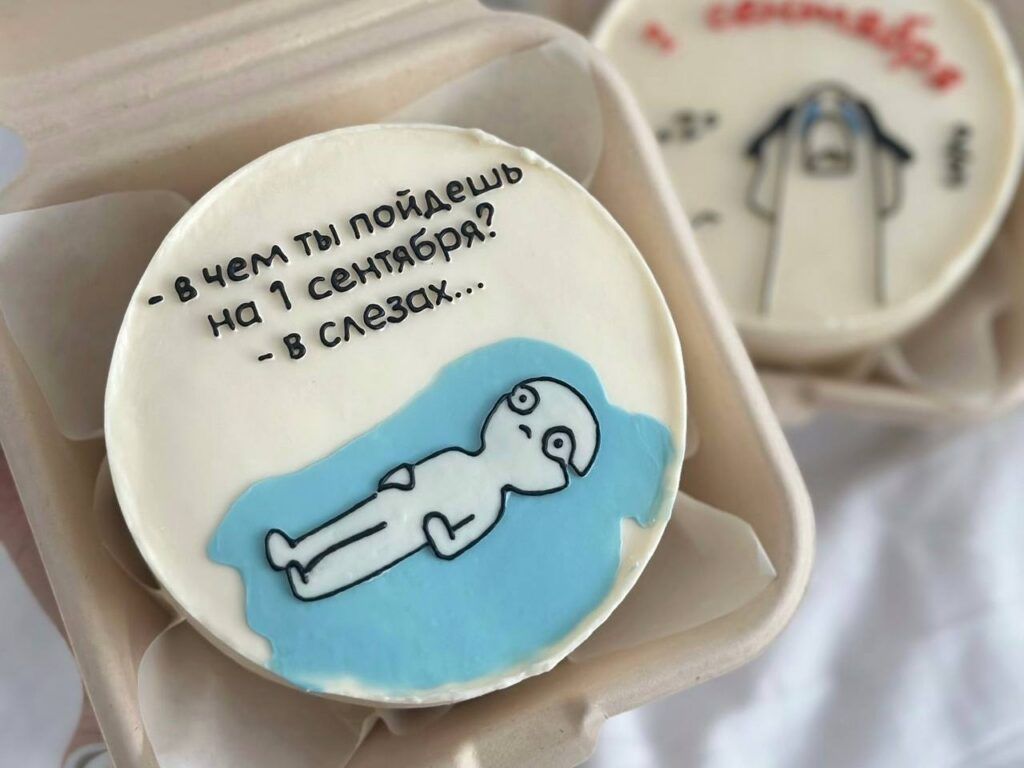 - в чем ты пойдешь
на 1 сентября?
- в слезах...
1 сентября